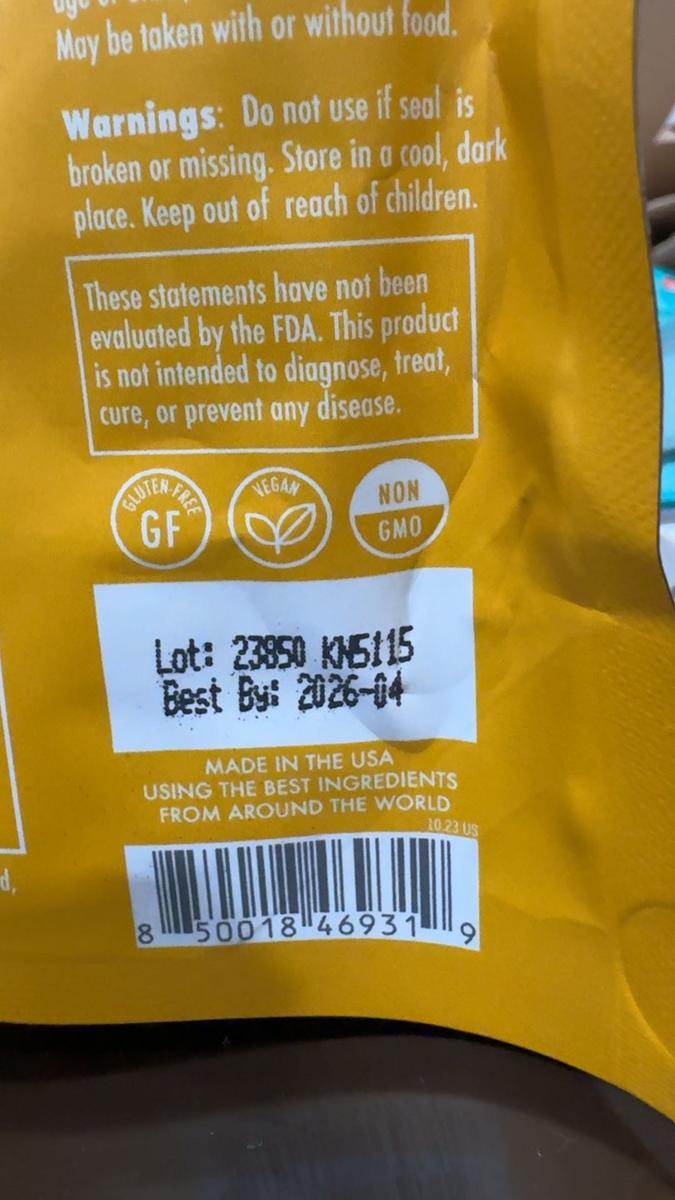 May be taken with or without food.
Warnings: Do not use if seal is
broken or missing. Store in a cool, dark
place. Keep out of reach of children.
These statements have not been
evaluated by the FDA. This product
is not intended to diagnose, treat,
cure, or prevent any disease.
GLUTEN-FREE
GF
VEGAN
NON
GMO
Lot: 23850 KN5115
Best By: 2026-04
MADE IN THE USA
USING THE BEST INGREDIENTS
FROM AROUND THE WORLD
10.23 US
d,
8 50018 46931 9